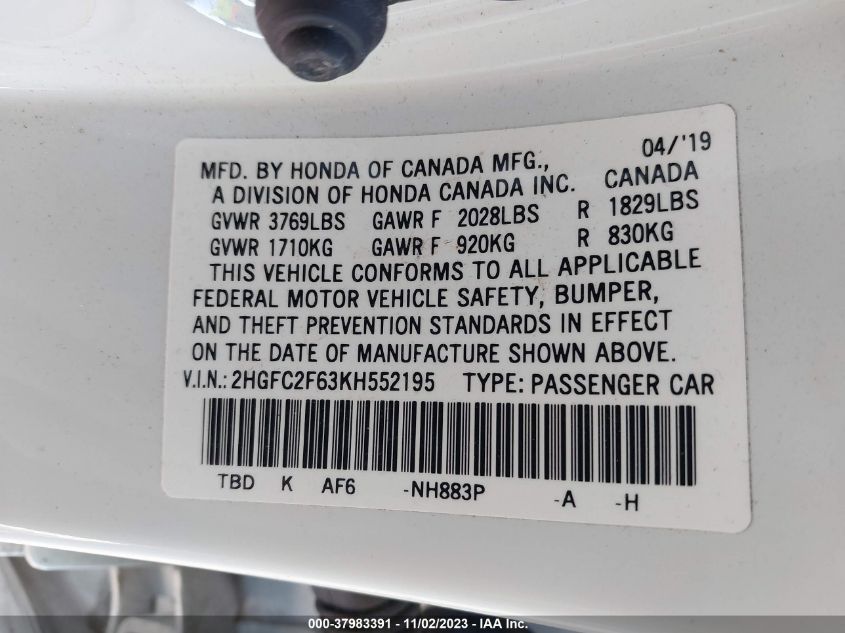 04/'19
MFD. BY HONDA OF CANADA MFG.,
A DIVISION OF HONDA CANADA INC. CANADA
GVWR 3769LBS GAWR F 2028LBS R 1829LBS
GVWR 1710KG GAWR F 920KG R 830KG
THIS VEHICLE CONFORMS TO ALL APPLICABLE
FEDERAL MOTOR VEHICLE SAFETY, BUMPER,
AND THEFT PREVENTION STANDARDS IN EFFECT
ON THE DATE OF MANUFACTURE SHOWN ABOVE.
V.I.N.: 2HGFC2F63KH552195 TYPE: PASSENGER CAR
TBD K AF6 -NH883P -A -H
000-37983391 - 11/02/2023 - IAA Inc.